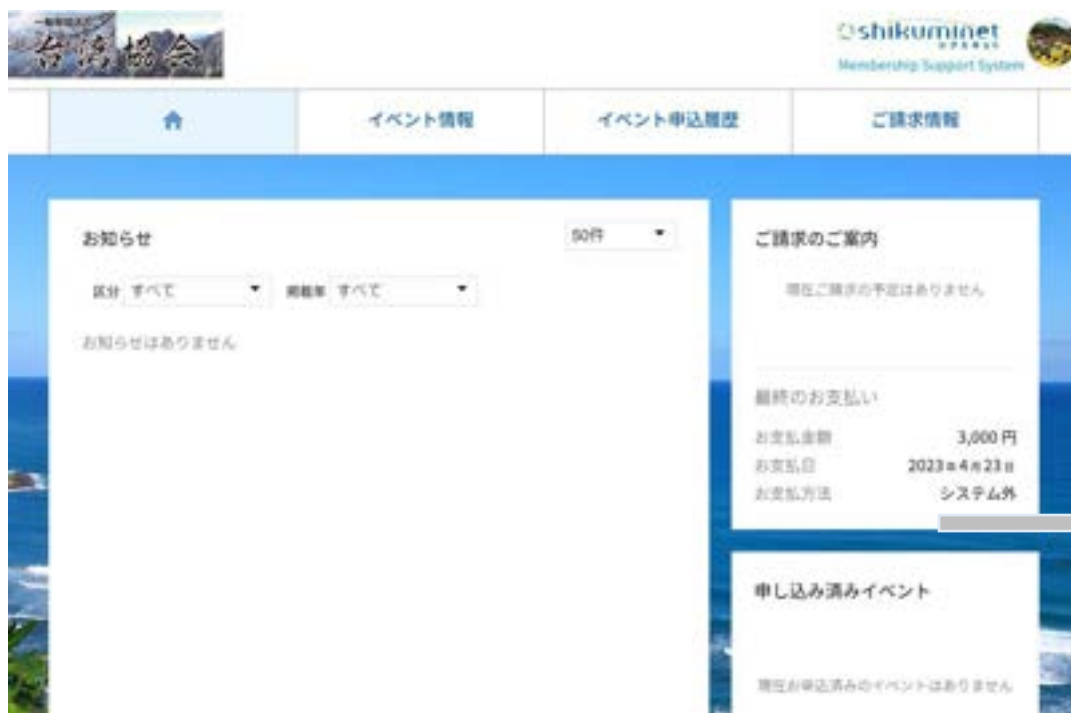 台湾協会
shikuminet
Membership Support System
イベント情報
イベント申込履歴
ご請求情報
お知らせ
50件
区分 すべて
掲載年 すべて
お知らせはありません
ご請求のご案内
現在ご請求の予定はありません
最終のお支払い
お支払金額 3,000 円
お支払日 2023年4月23日
お支払方法 システム外
申し込み済みイベント
現在お申込済みのイベントはありません